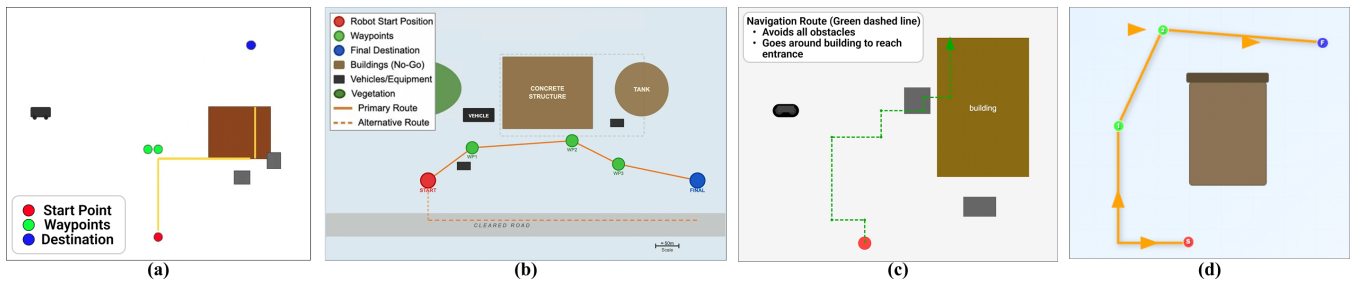 Start Point
Waypoints
Destination
(a)
Robot Start Position
Waypoints
Final Destination
Buildings (No-Go)
Vehicles/Equipment
Vegetation
Primary Route
Alternative Route
CONCRETE
STRUCTURE
TANK
VEHICLE
WP1
WP2
WP3
START
FINAL
CLEARED ROAD
≈ 50m
Scale
(b)
Navigation Route (Green dashed line)
• Avoids all obstacles
• Goes around building to reach
entrance
building
(c)
2
F
1
S
(d)